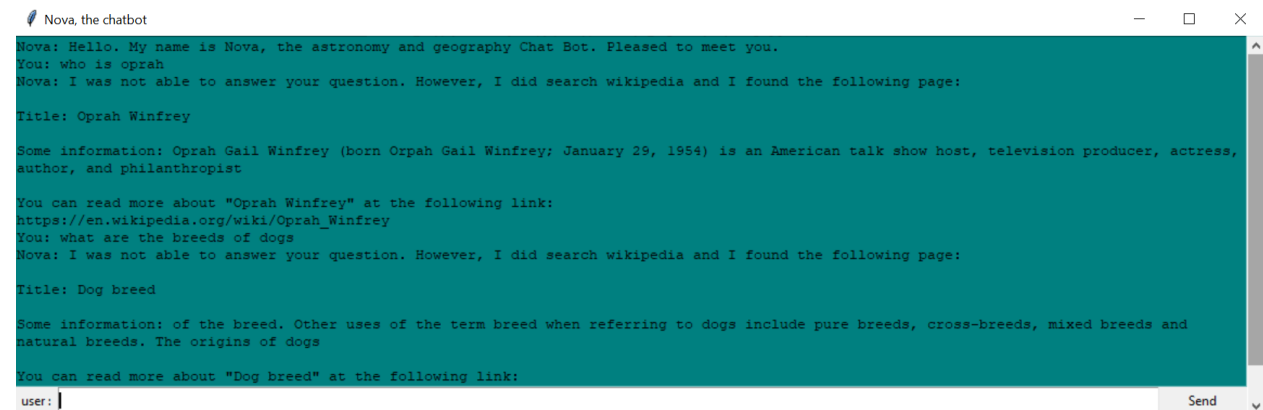 Nova, the chatbot
Nova: Hello. My name is Nova, the astronomy and geography Chat Bot. Pleased to meet you.
You: who is oprah
Nova: I was not able to answer your question. However, I did search wikipedia and I found the following page:
Title: Oprah Winfrey
Some information: Oprah Gail Winfrey (born Orpah Gail Winfrey; January 29, 1954) is an American talk show host, television producer, actress,
author, and philanthropist
You can read more about "Oprah Winfrey" at the following link:
https://en.wikipedia.org/wiki/Oprah_Winfrey
You: what are the breeds of dogs
Nova: I was not able to answer your question. However, I did search wikipedia and I found the following page:
Title: Dog breed
Some information: of the breed. Other uses of the term breed when referring to dogs include pure breeds, cross-breeds, mixed breeds and
natural breeds. The origins of dogs
You can read more about "Dog breed" at the following link:
user: Send